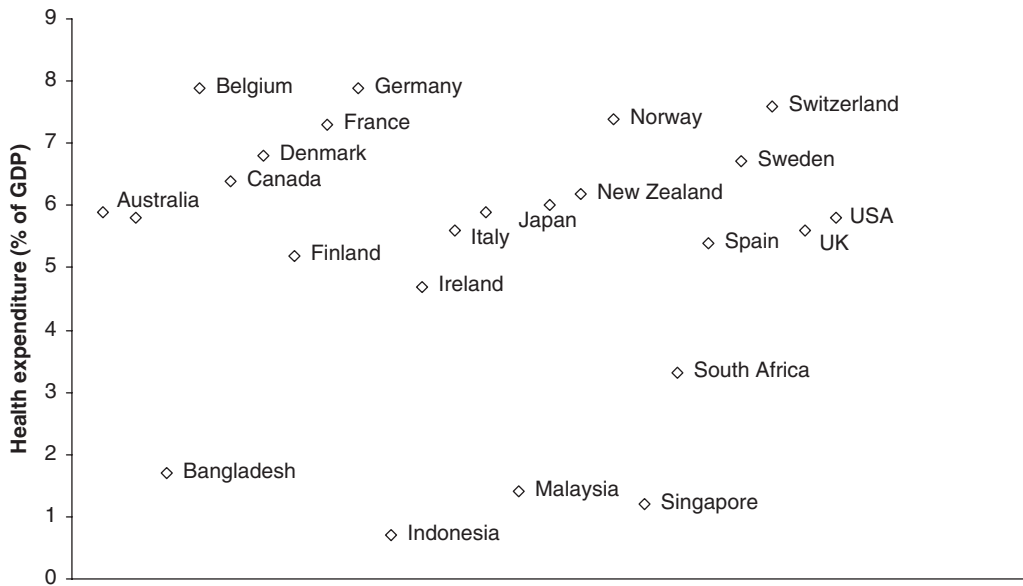 Health expenditure (% of GDP)
9
8
7
6
5
4
3
2
1
0
Belgium
Germany
Switzerland
Norway
France
Denmark
Sweden
Canada
New Zealand
Australia
Japan
USA
Italy
Spain
UK
Finland
Ireland
South Africa
Bangladesh
Malaysia
Singapore
Indonesia